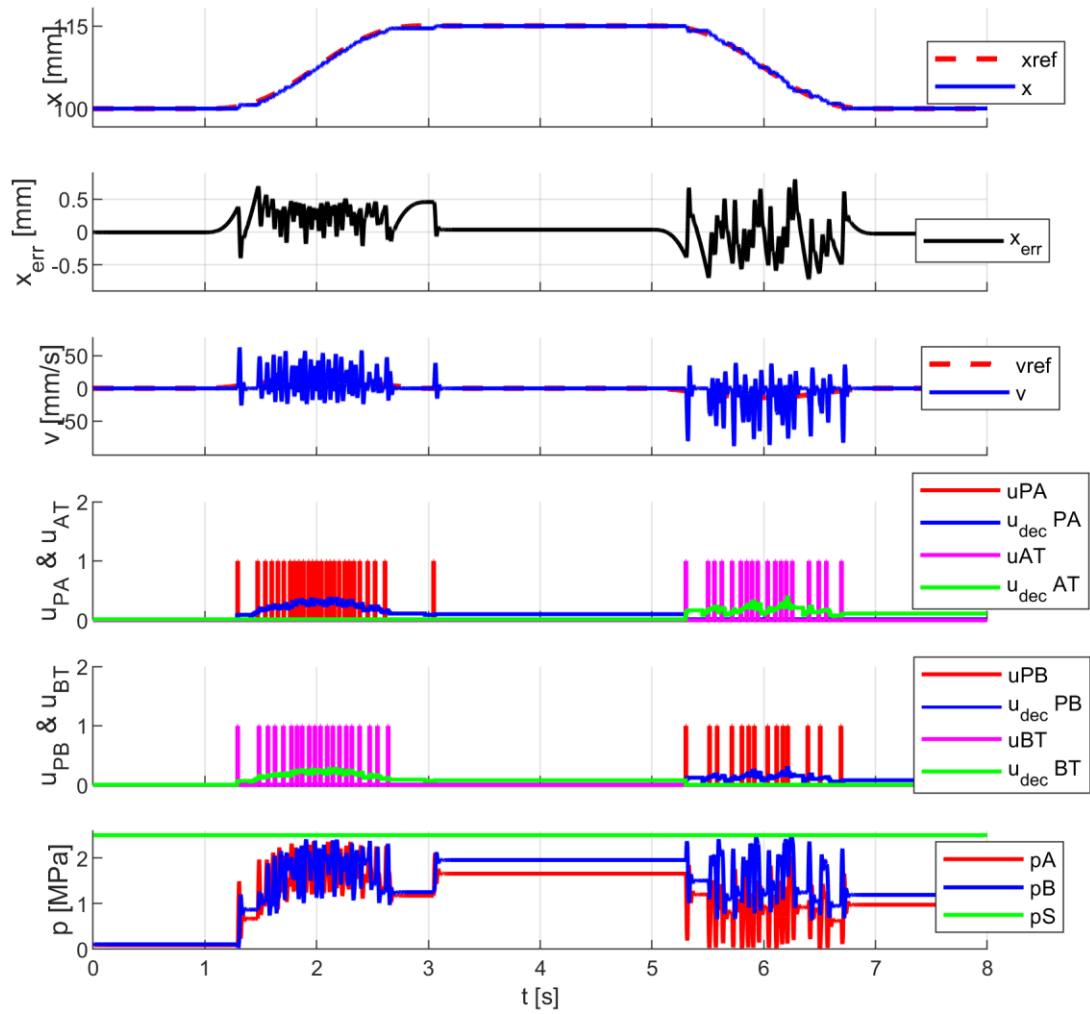 115
x [mm]
100
xref
x
0.5
x_err [mm]
0
-0.5
x_err
50
v [mm/s]
0
-50
vref
v
2
u_PA & u_AT
1
0
uPA
u_dec PA
uAT
u_dec AT
2
u_PB & u_BT
1
0
uPB
u_dec PB
uBT
u_dec BT
2
p [MPa]
1
0
pA
pB
pS
0 1 2 3 4 5 6 7 8
t [s]